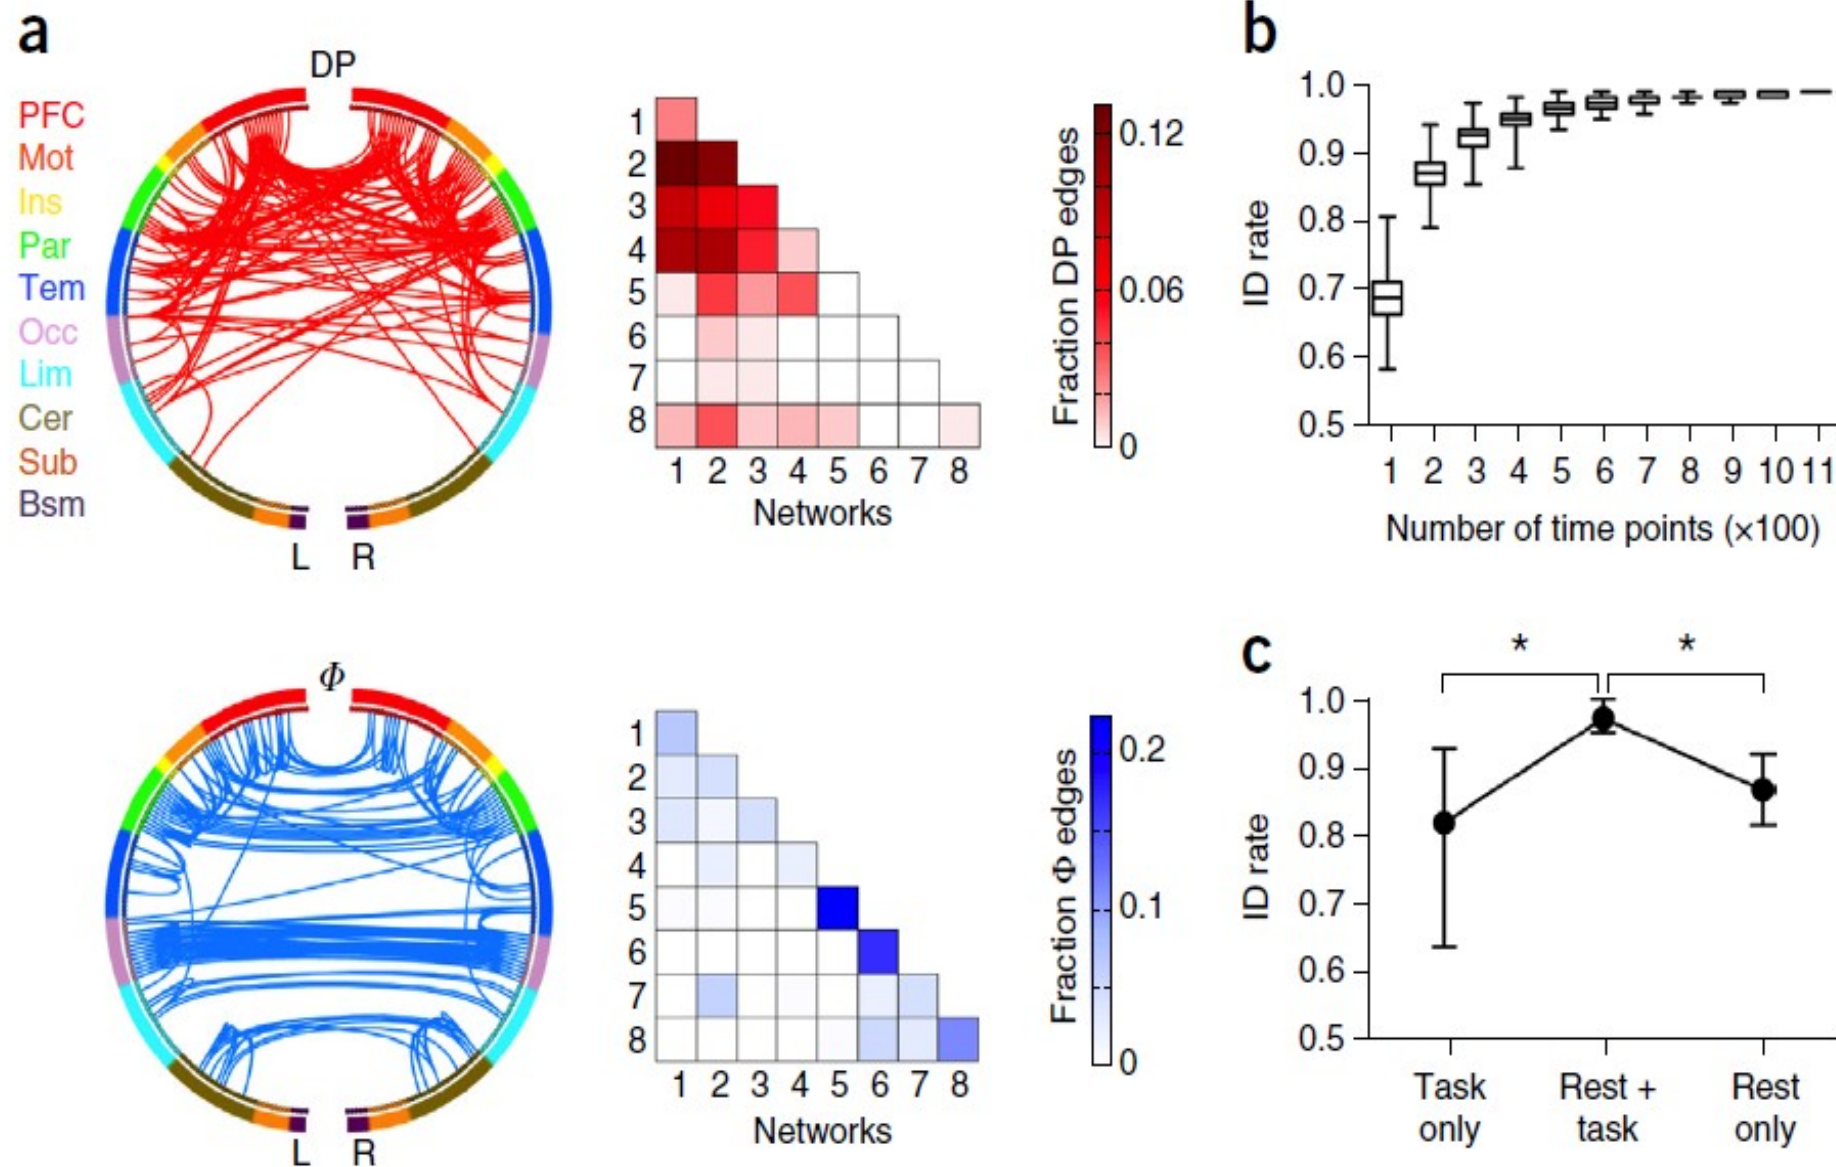 a
DP
PFC
Mot
Ins
Par
Tem
Occ
Lim
Cer
Sub
Bsm
L R
1
2
3
4
5
6
7
8
1 2 3 4 5 6 7 8
Networks
Fraction DP edges
0.12
0.06
0
b
ID rate
1.0
0.9
0.8
0.7
0.6
0.5
1 2 3 4 5 6 7 8 9 10 11
Number of time points (×100)
Φ
L R
1
2
3
4
5
6
7
8
1 2 3 4 5 6 7 8
Networks
Fraction Φ edges
0.2
0.1
0
c
* *
ID rate
1.0
0.9
0.8
0.7
0.6
0.5
Task Rest + Rest
only task only